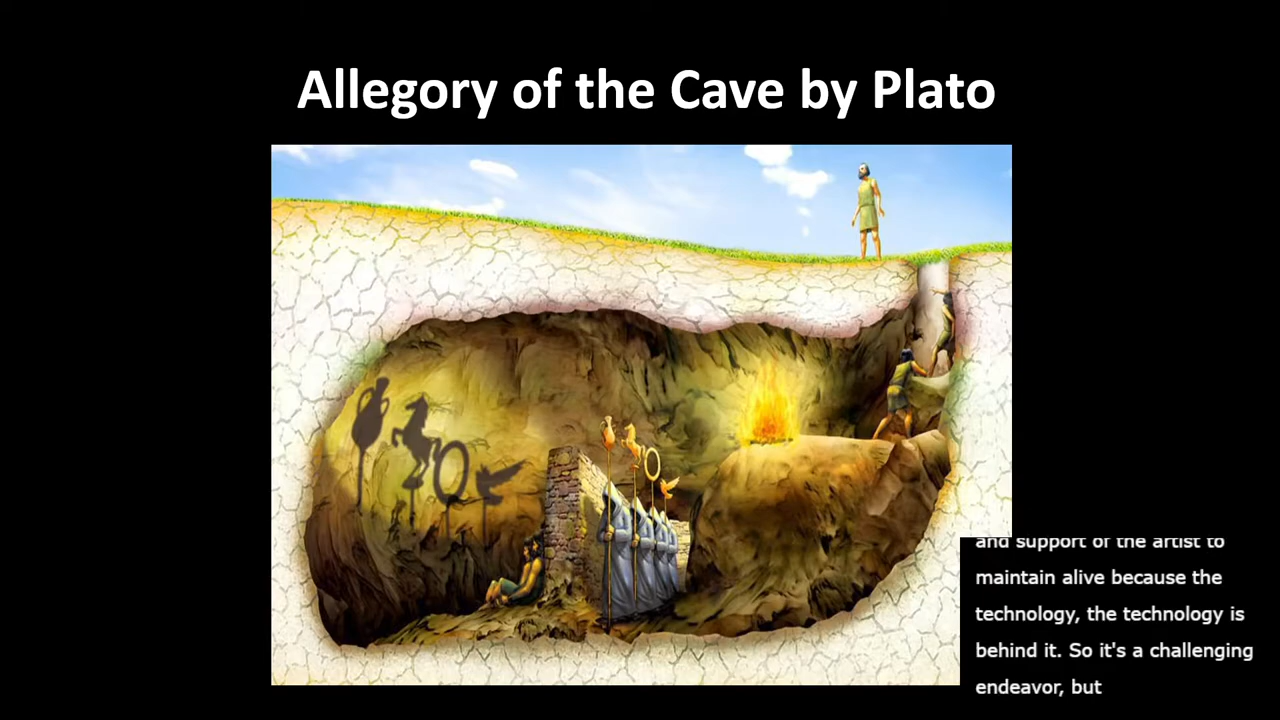 Allegory of the Cave by Plato
and support of the artist to
maintain alive because the
technology, the technology is
behind it. So it's a challenging
endeavor, but